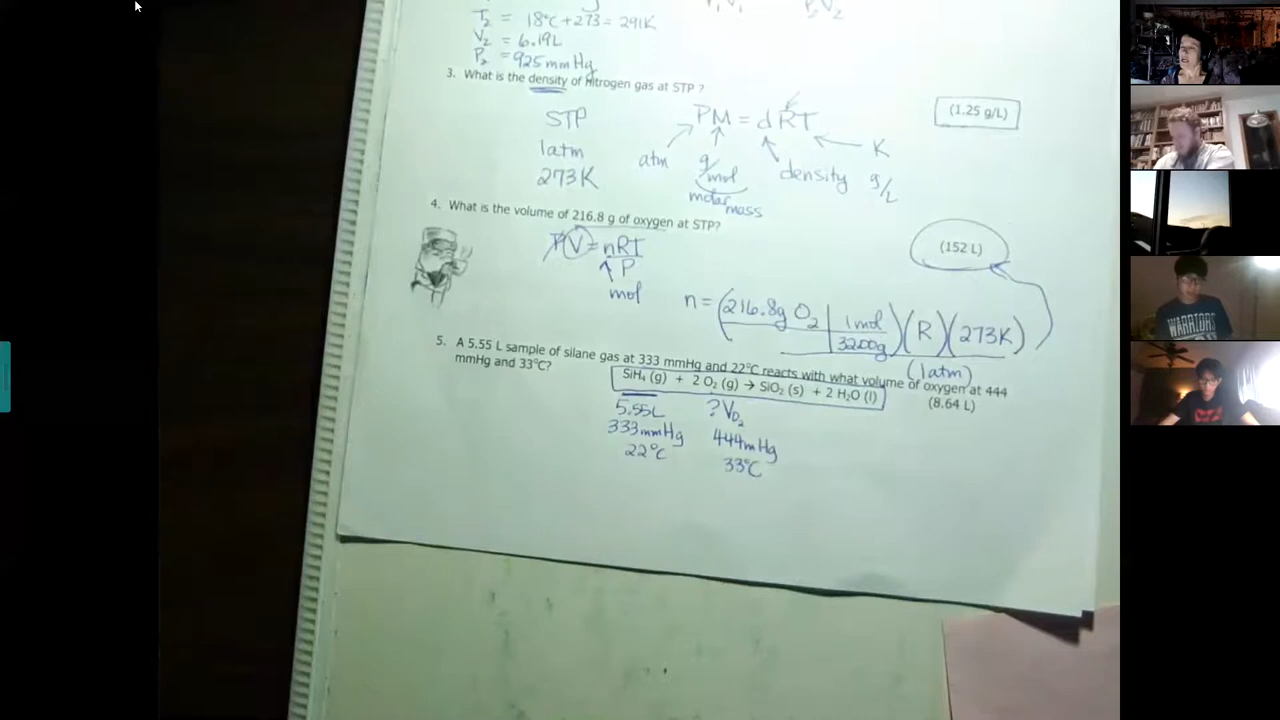 T₂ = 18°C + 273 = 291K
V₂ = 6.19L
P₂ = 925 mmHg
3. What is the density of nitrogen gas at STP ?
(1.25 g/L)
STP
1atm
273K
PM = dRT
atm
g/mol
molar mass
density g/L
K
4. What is the volume of 216.8 g of oxygen at STP?
(152 L)
PV = nRT
P
mol
n = (216.8g O₂ | 1mol
32.00g) (R) (273K)
(1atm)
5. A 5.55 L sample of silane gas at 333 mmHg and 22°C reacts with what volume of oxygen at 444
mmHg and 33°C?
SiH₄ (g) + 2 O₂ (g) → SiO₂ (s) + 2 H₂O (l)
(8.64 L)
5.55L ? V O₂
333mmHg 444mHg
22°C 33°C
WARRIORS